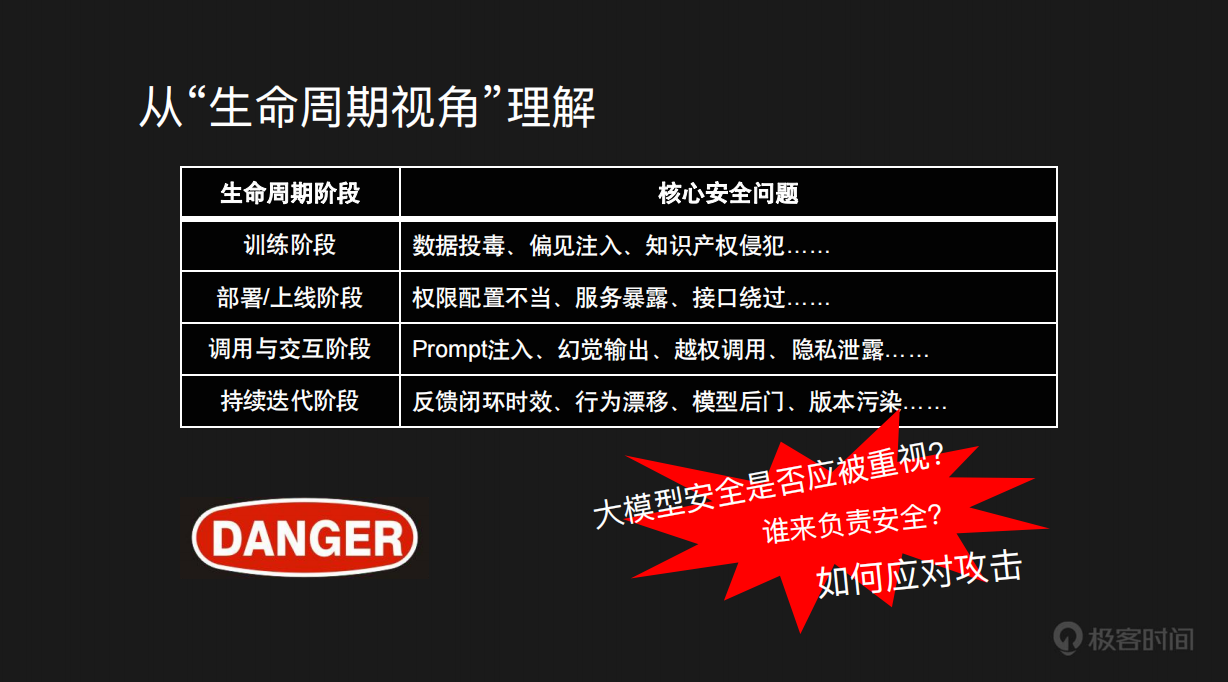 从“生命周期视角”理解
生命周期阶段 核心安全问题
训练阶段 数据投毒、偏见注入、知识产权侵犯……
部署/上线阶段 权限配置不当、服务暴露、接口绕过……
调用与交互阶段 Prompt注入、幻觉输出、越权调用、隐私泄露……
持续迭代阶段 反馈闭环时效、行为漂移、模型后门、版本污染……
大模型安全是否应被重视?
谁来负责安全?
DANGER
如何应对攻击
极客时间